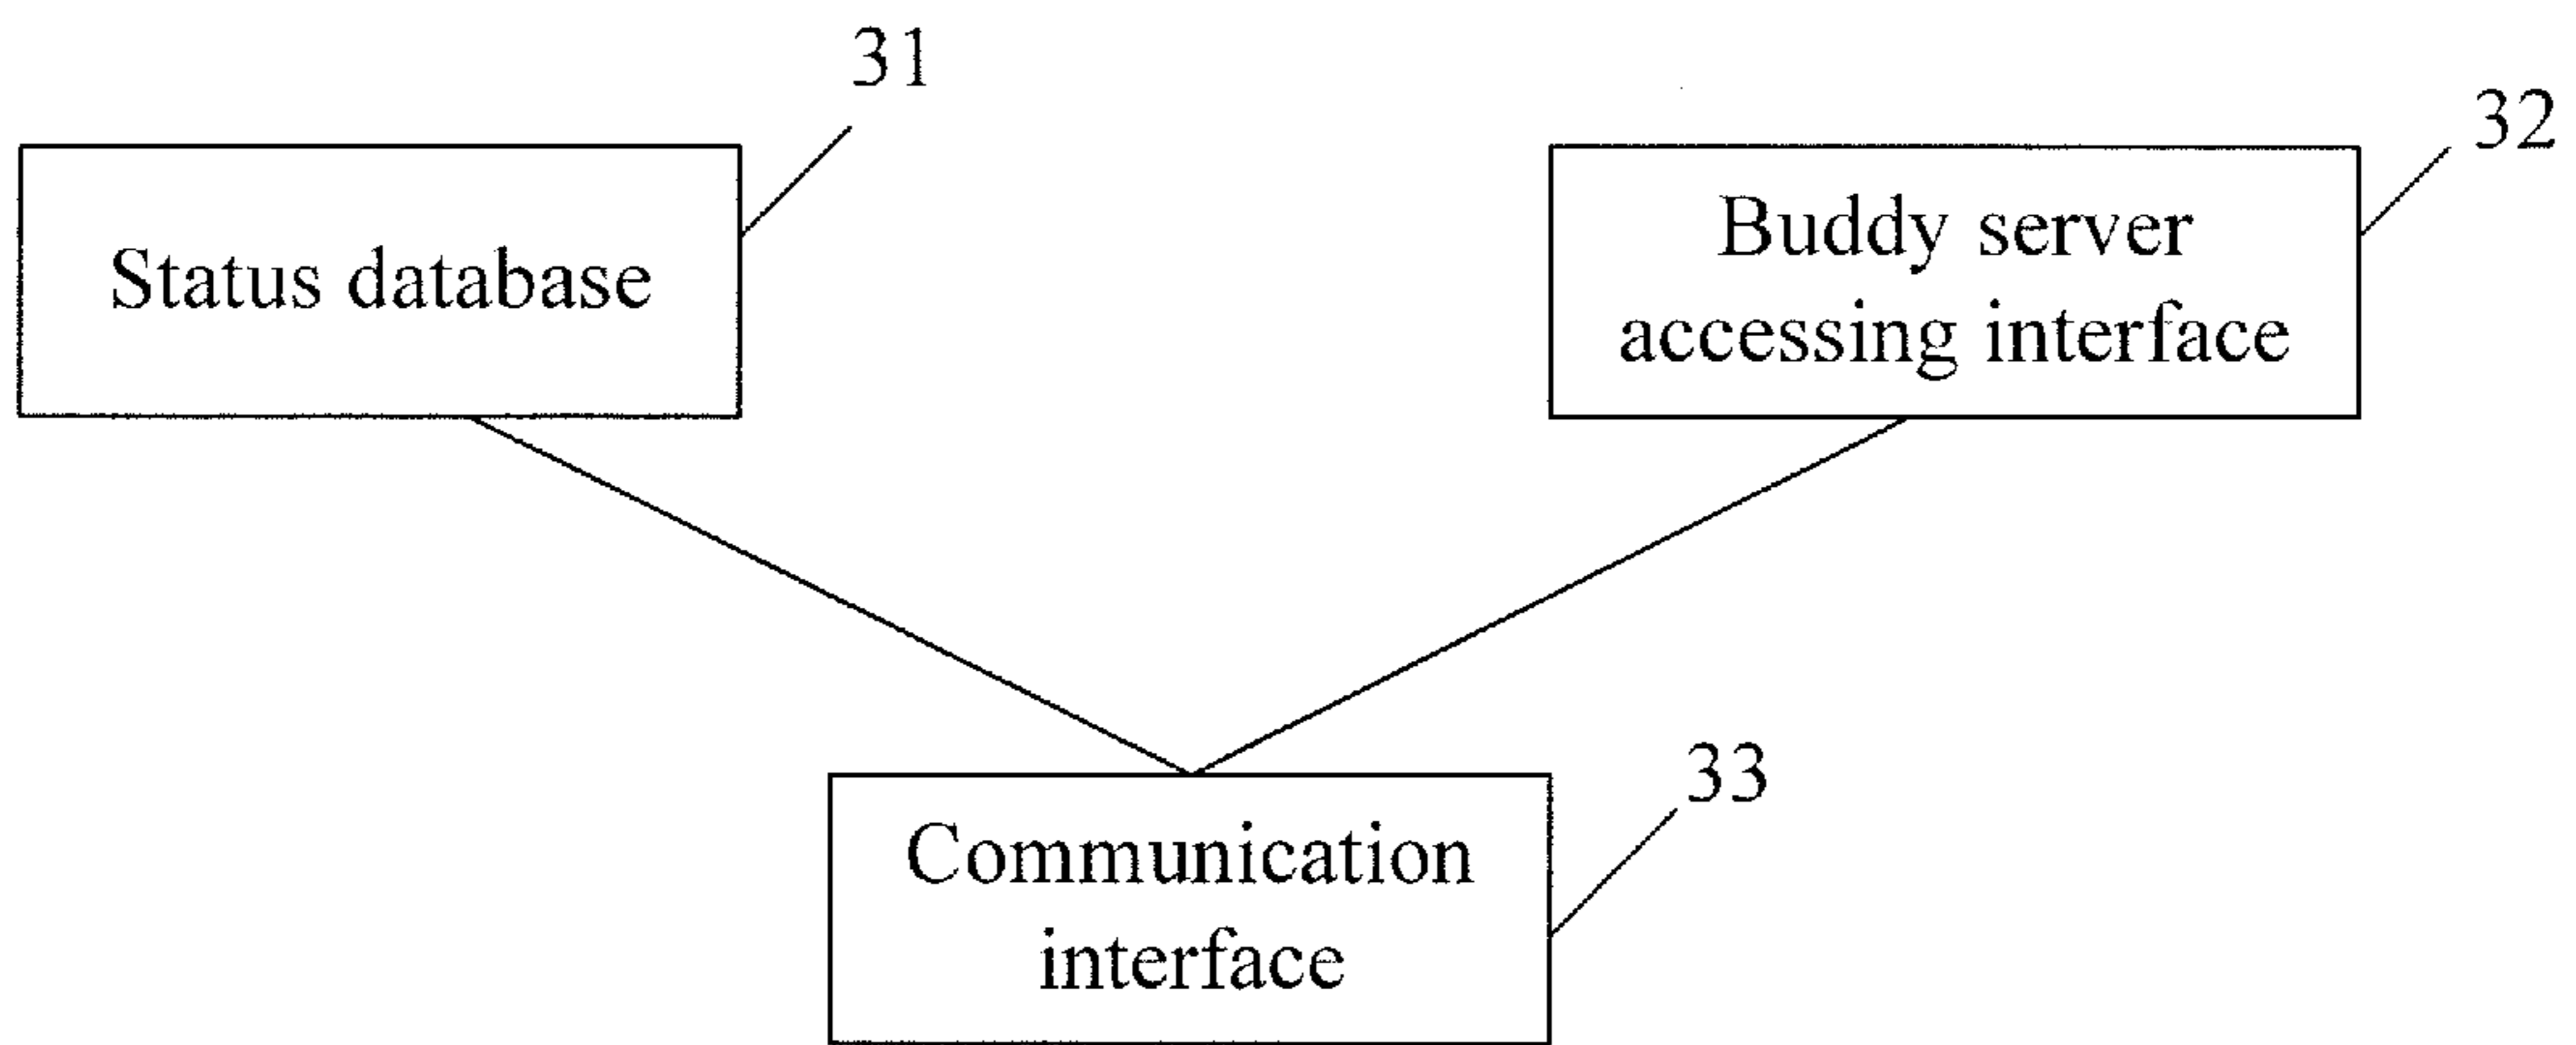 31
32
Status database
Buddy server
accessing interface
33
Communication
interface